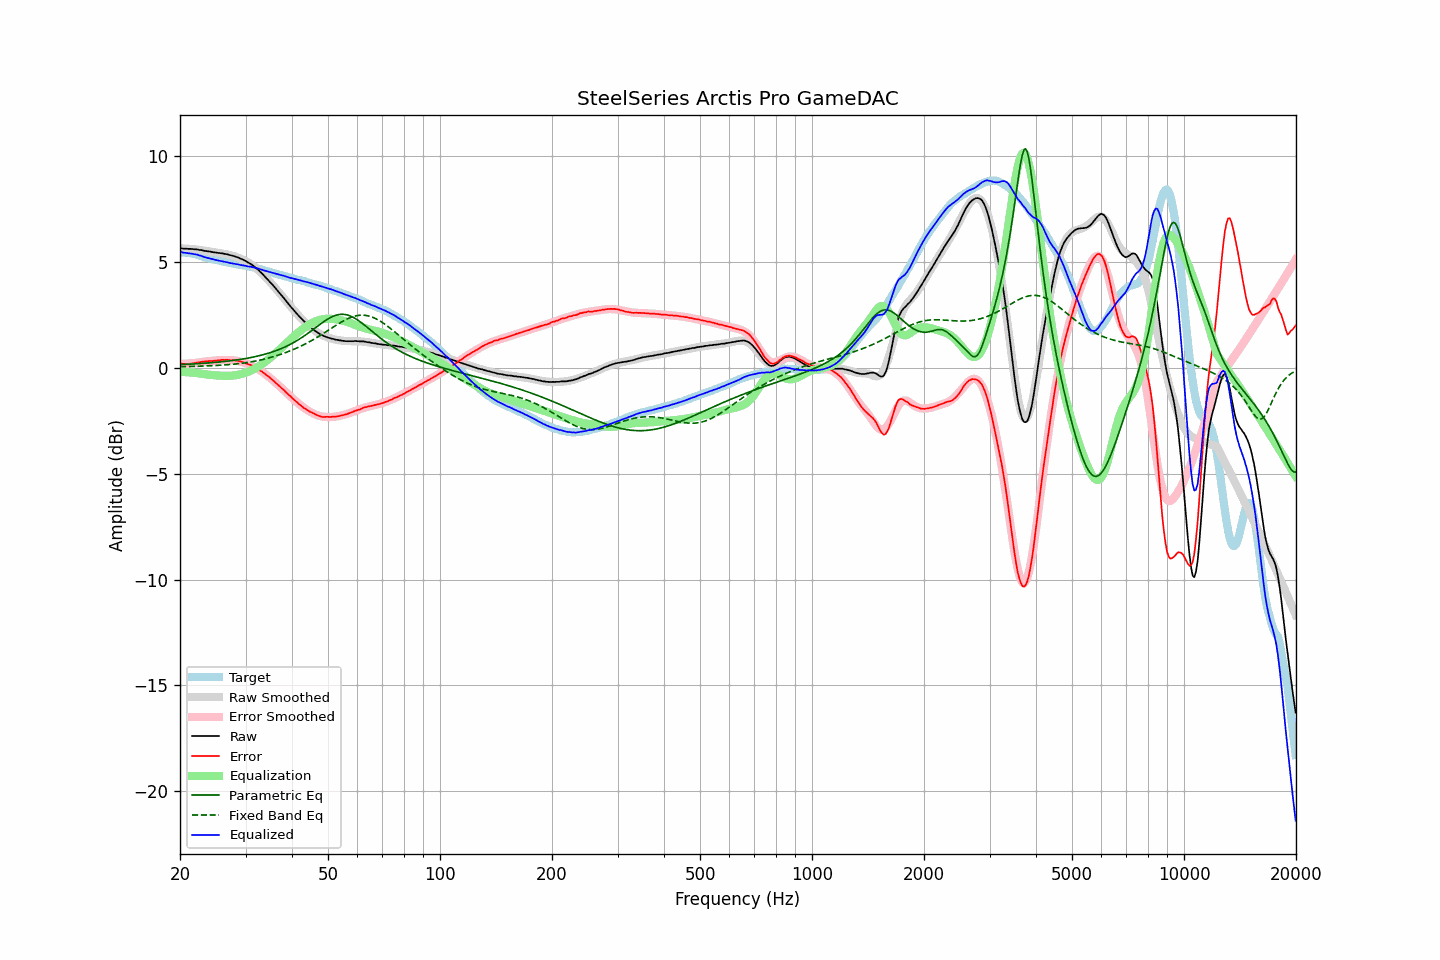 SteelSeries Arctis Pro GameDAC
Amplitude (dBr)
10
5
0
−5
−10
−15
−20
Target
Raw Smoothed
Error Smoothed
Raw
Error
Equalization
Parametric Eq
Fixed Band Eq
Equalized
20 50 100 200 500 1000 2000 5000 10000 20000
Frequency (Hz)